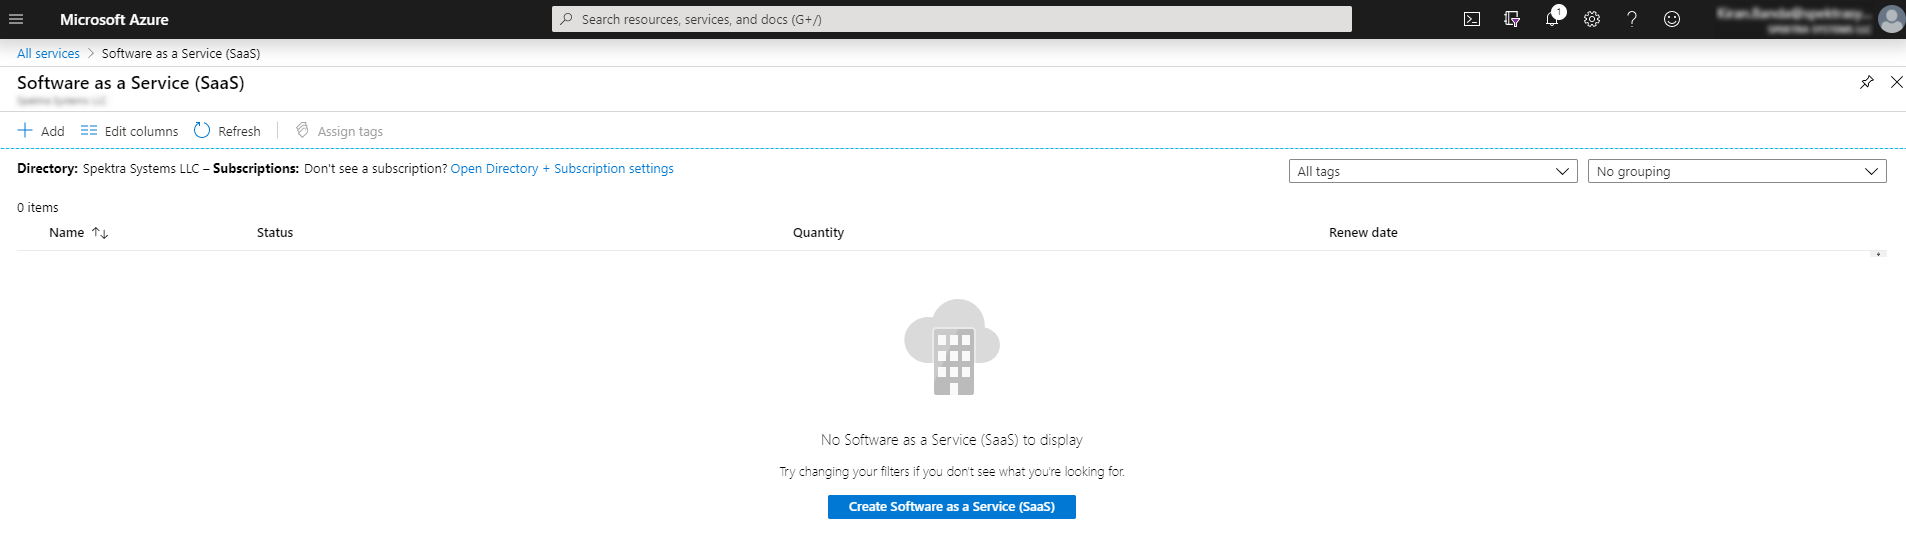 Microsoft Azure
Search resources, services, and docs (G+/)
1
All services > Software as a Service (SaaS)
Software as a Service (SaaS)
Add Edit columns Refresh Assign tags
Directory: Spektra Systems LLC – Subscriptions: Don't see a subscription? Open Directory + Subscription settings
All tags No grouping
0 items
Name ↑↓ Status Quantity Renew date
No Software as a Service (SaaS) to display
Try changing your filters if you don't see what you're looking for.
Create Software as a Service (SaaS)